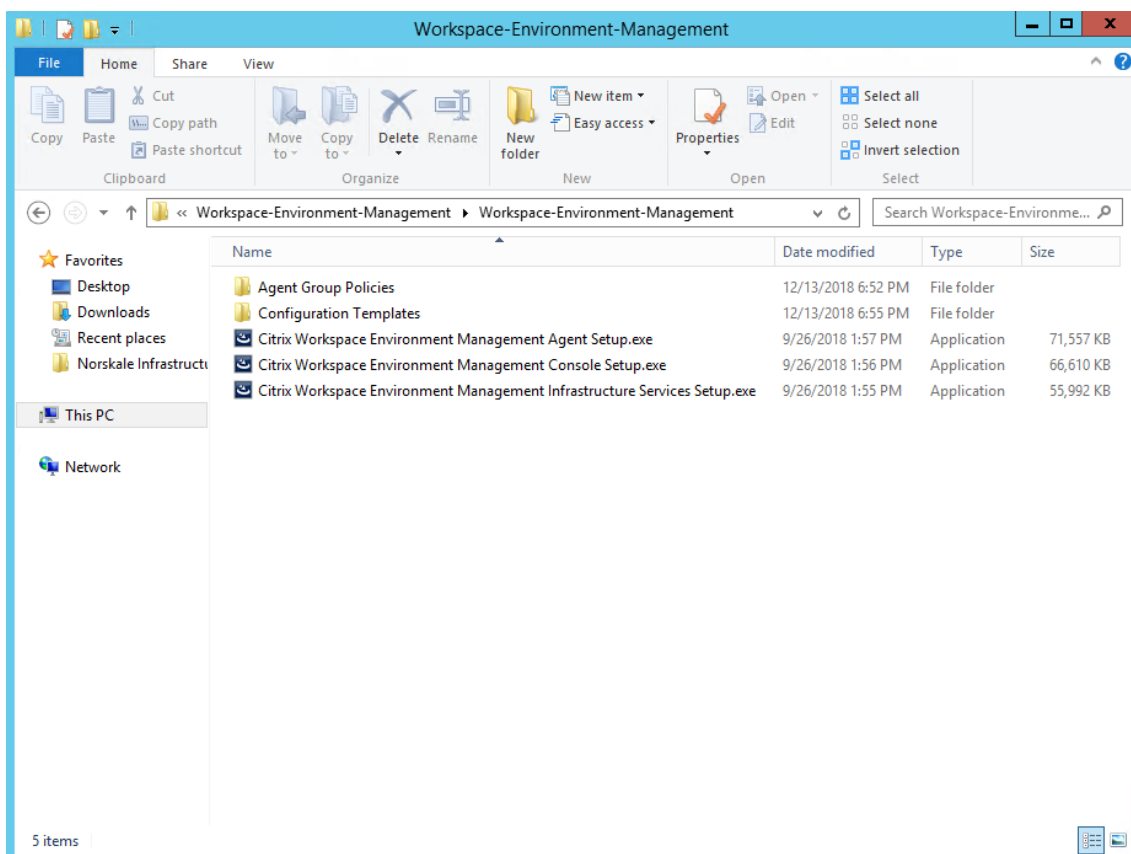 Workspace-Environment-Management
File Home Share View
Copy
Paste
Cut
Copy path
Paste shortcut
Clipboard
Move to
Copy to
Delete
Rename
Organize
New folder
New item
Easy access
New
Properties
Open
Edit
Open
Select all
Select none
Invert selection
Select
« Workspace-Environment-Management Workspace-Environment-Management
Search Workspace-Environme...
Favorites
Desktop
Downloads
Recent places
Norskale Infrastructu
This PC
Network
Name Date modified Type Size
Agent Group Policies 12/13/2018 6:52 PM File folder
Configuration Templates 12/13/2018 6:55 PM File folder
Citrix Workspace Environment Management Agent Setup.exe 9/26/2018 1:57 PM Application 71,557 KB
Citrix Workspace Environment Management Console Setup.exe 9/26/2018 1:56 PM Application 66,610 KB
Citrix Workspace Environment Management Infrastructure Services Setup.exe 9/26/2018 1:55 PM Application 55,992 KB
5 items